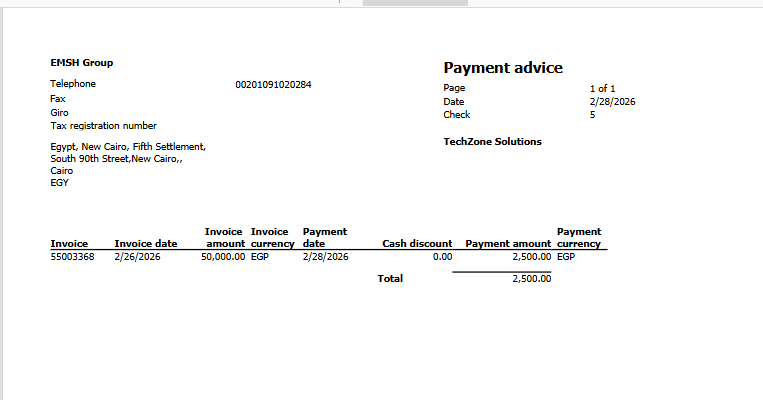 EMSH Group
Payment advice
Telephone 00201091020284
Page 1 of 1
Fax
Date 2/28/2026
Giro
Check 5
Tax registration number
TechZone Solutions
Egypt, New Cairo, Fifth Settlement,
South 90th Street,New Cairo,,
Cairo
EGY
Invoice Invoice date Invoice amount Invoice currency Payment date Cash discount Payment amount Payment currency
55003368 2/26/2026 50,000.00 EGP 2/28/2026 0.00 2,500.00 EGP
Total 2,500.00